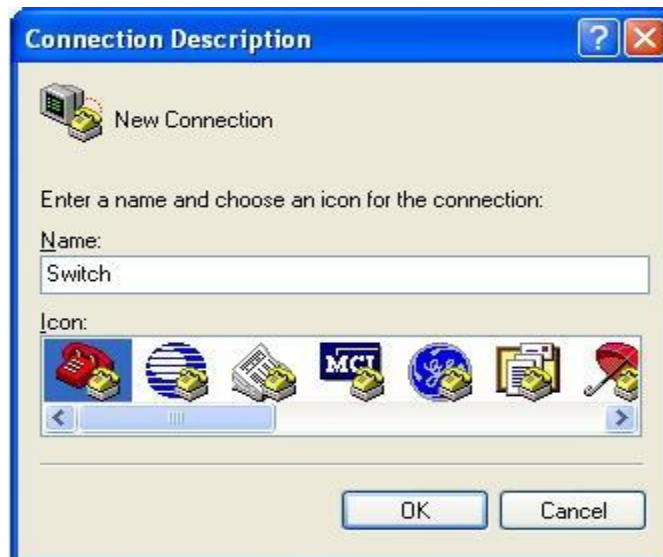 Connection Description
New Connection
Enter a name and choose an icon for the connection:
Name:
Switch
Icon:
MCI
OK Cancel